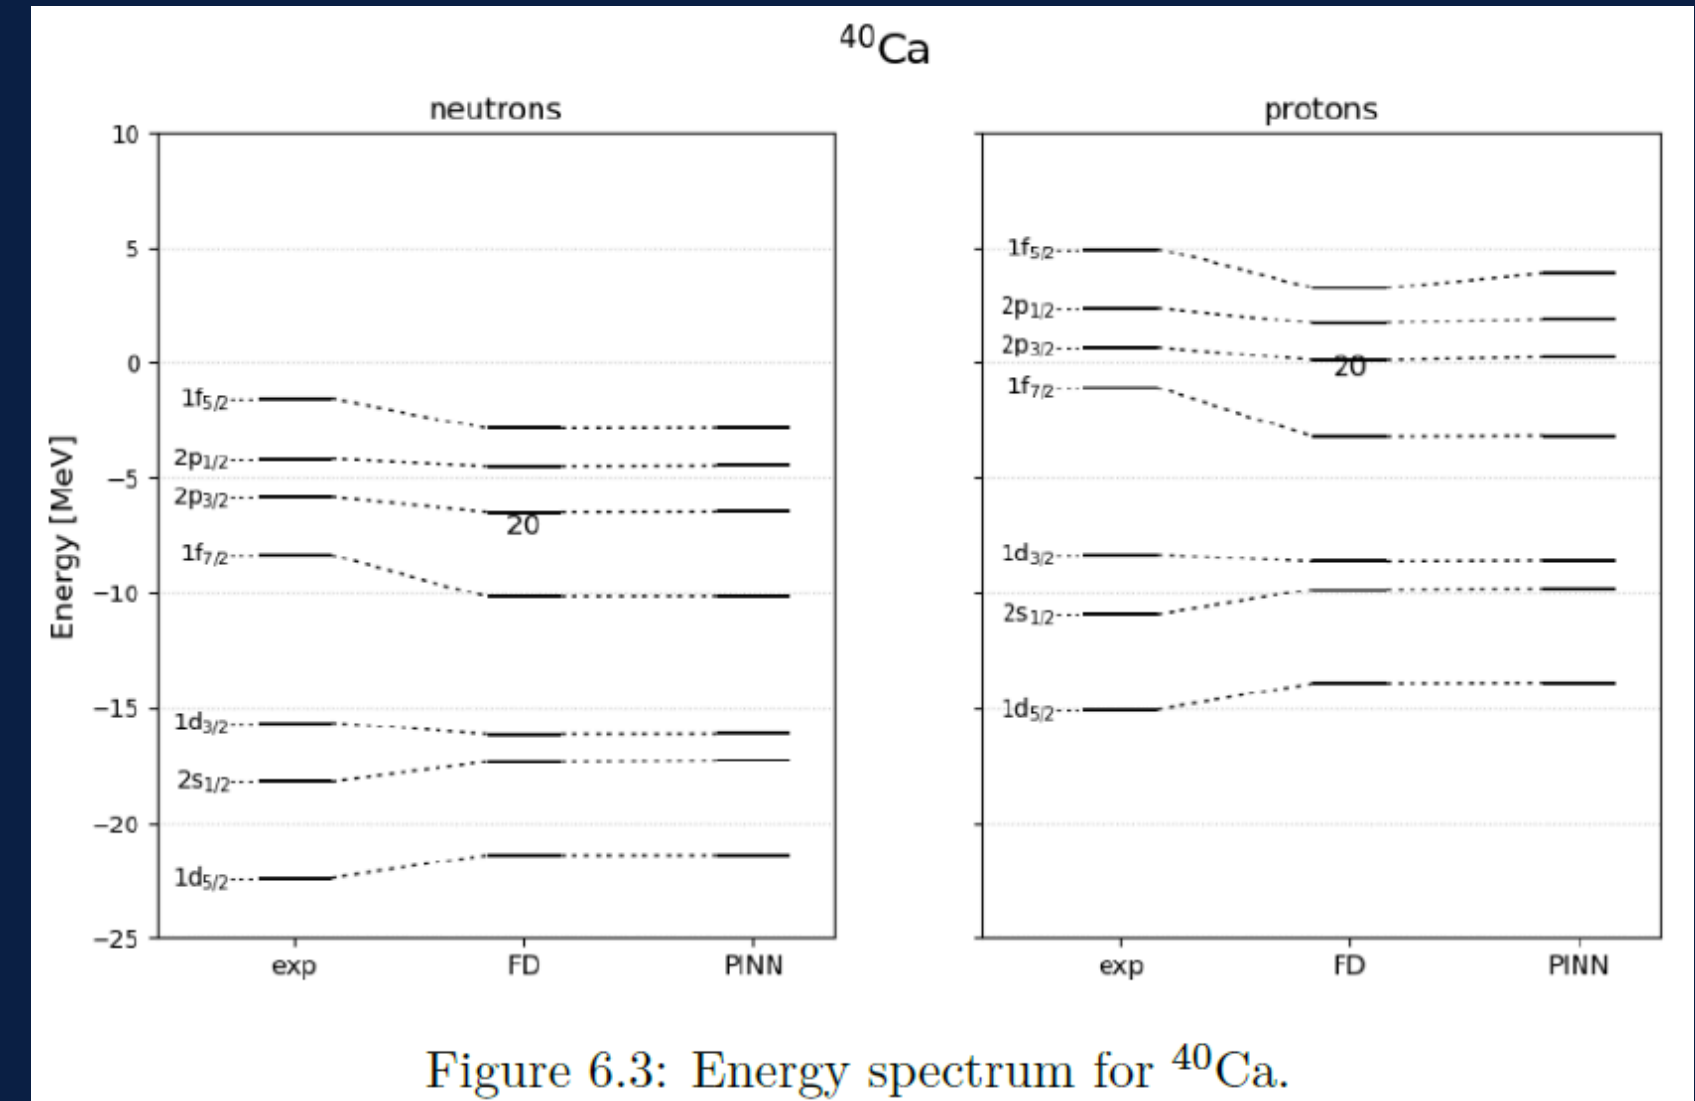 ⁴⁰Ca
neutrons
protons
Energy [MeV]
10
5
0
−5
−10
−15
−20
−25
1f₅/₂
2p₁/₂
2p₃/₂
1f₇/₂
1d₃/₂
2s₁/₂
1d₅/₂
20
exp FD PINN
1f₅/₂
2p₁/₂
2p₃/₂
1f₇/₂
1d₃/₂
2s₁/₂
1d₅/₂
20
exp FD PINN
Figure 6.3: Energy spectrum for ⁴⁰Ca.